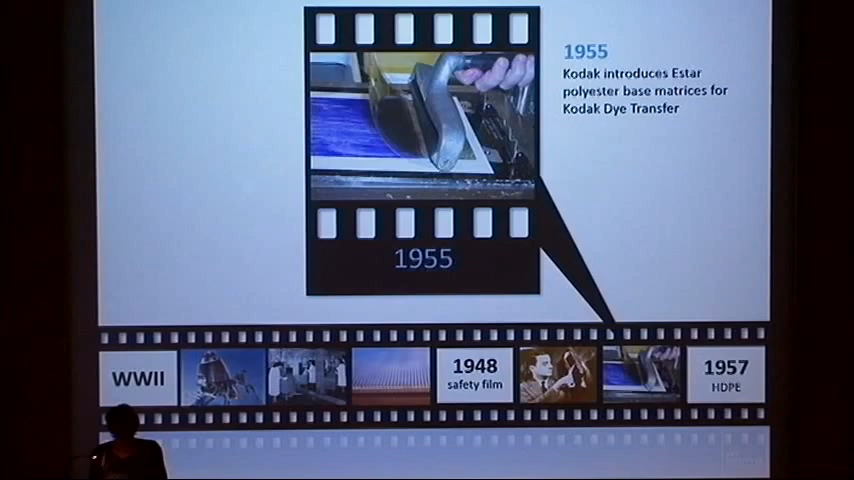 1955
Kodak introduces Estar
polyester base matrices for
Kodak Dye Transfer
1955
WWII
1948
safety film
1957
HDPE